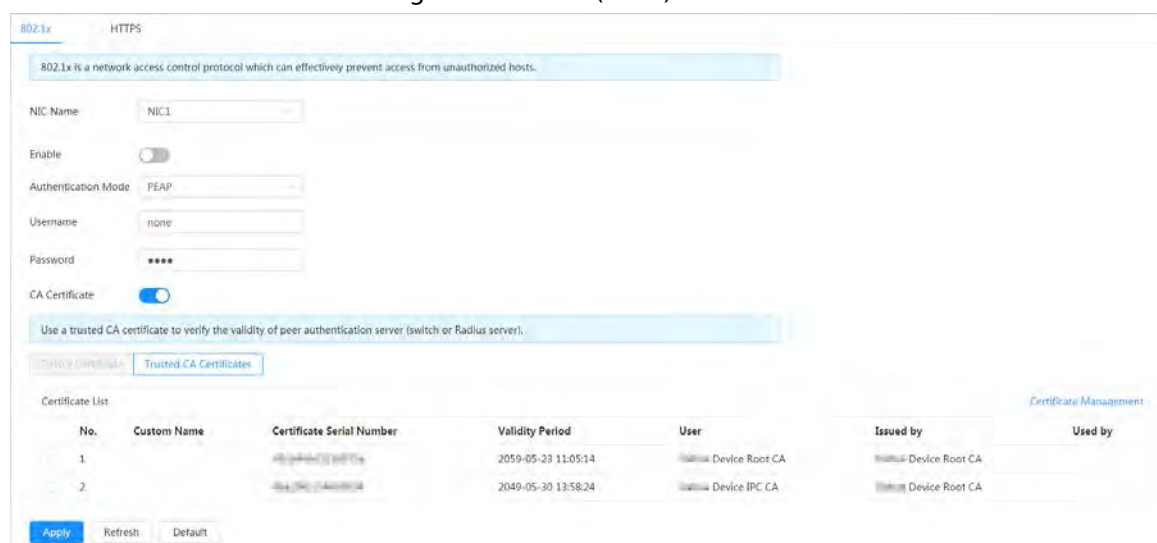 802.1x HTTPS
802.1x is a network access control protocol which can effectively prevent access from unauthorized hosts.
NIC Name NIC1
Enable
Authentication Mode PEAP
Username none
Password ••••
CA Certificate
Use a trusted CA certificate to verify the validity of peer authentication server (switch or Radius server).
Device Certificate Trusted CA Certificates
Certificate List Certificate Management
No. Custom Name Certificate Serial Number Validity Period User Issued by Used by
1 2059-05-23 11:05:14 Device Root CA Device Root CA
2 2049-05-30 13:58:24 Device IPC CA Device Root CA
Apply Refresh Default